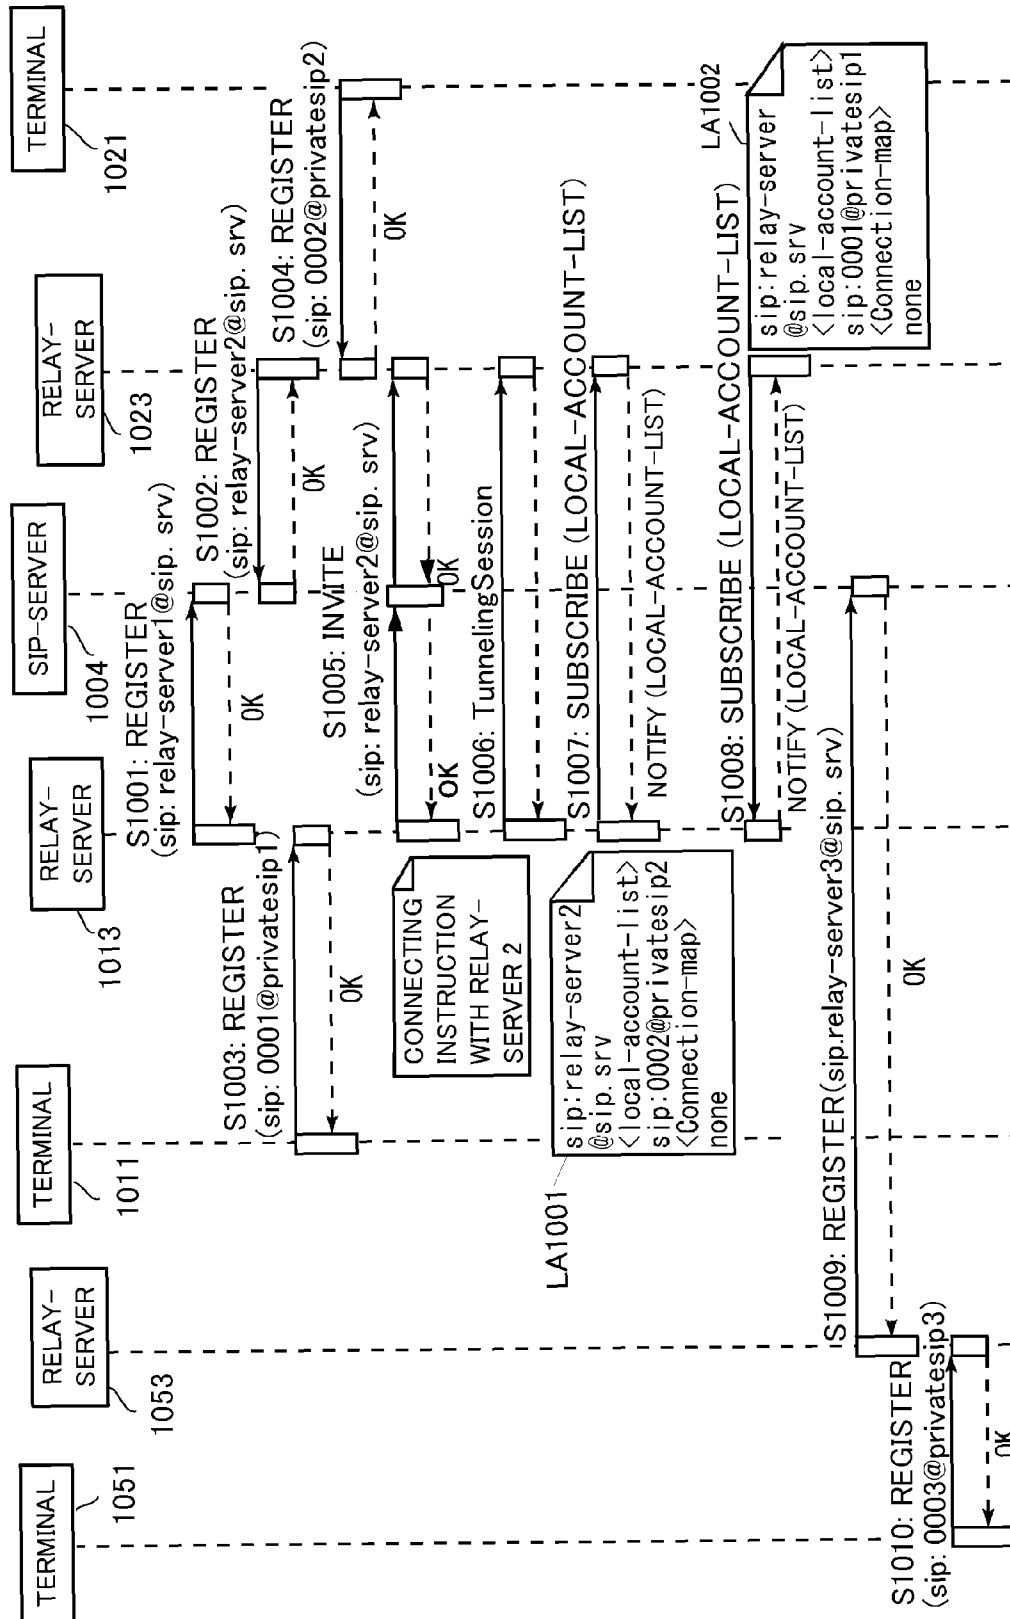 TERMINAL
1051
RELAY-
SERVER
1053
TERMINAL
1011
RELAY-
SERVER
1013
SIP-SERVER
1004
RELAY-
SERVER
1023
TERMINAL
1021
S1001: REGISTER
(sip: relay-server1@sip. srv)
OK
S1002: REGISTER
(sip: relay-server2@sip. srv)
OK
S1003: REGISTER
(sip: 0001@privatesip1)
OK
S1004: REGISTER
(sip: 0002@privatesip2)
OK
CONNECTING
INSTRUCTION
WITH RELAY-
SERVER 2
S1005: INVITE
(sip: relay-server2@sip. srv)
OK
OK
S1006: TunnelingSession
S1007: SUBSCRIBE (LOCAL-ACCOUNT-LIST)
NOTIFY (LOCAL-ACCOUNT-LIST)
LA1001
sip:relay-server2
@sip.srv
<local-account-list>
sip:0002@privatesip2
<Connection-map>
none
S1008: SUBSCRIBE (LOCAL-ACCOUNT-LIST)
NOTIFY (LOCAL-ACCOUNT-LIST)
LA1002
sip:relay-server
@sip.srv
<local-account-list>
sip:0001@privatesip1
<Connection-map>
none
S1009: REGISTER(sip.relay-server3@sip. srv)
OK
S1010: REGISTER
(sip: 0003@privatesip3)
OK